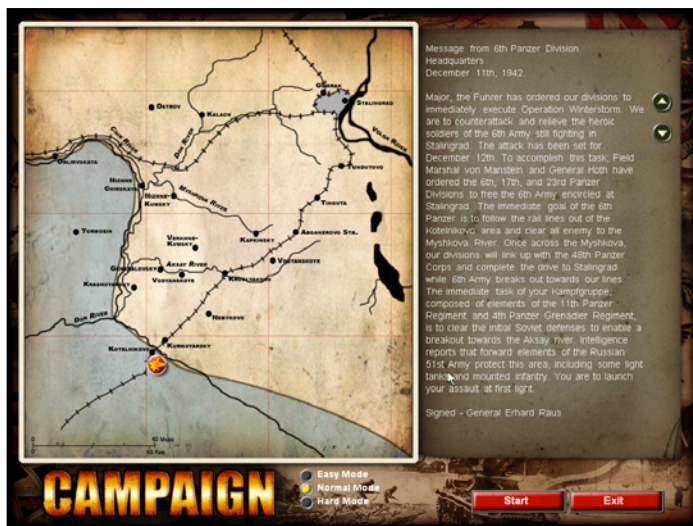 Message from 6th Panzer Division
Headquarters
December 11th, 1942.
Major, the Fuhrer has ordered our divisions to
immediately execute Operation Winterstorm. We
are to counterattack and relieve the heroic
soldiers of the 6th Army still fighting in
Stalingrad. The attack has been set for
December 12th. To accomplish this task, Field
Marshal von Manstein and General Hoth have
ordered the 6th, 17th, and 23rd Panzer
Divisions to free the 6th Army encircled at
Stalingrad. The immediate goal of the 6th
Panzer is to follow the rail lines out of the
Kotelnikovo area and clear all enemy to the
Myshkova River. Once across the Myshkova,
our divisions will link up with the 48th Panzer
Corps and complete the drive to Stalingrad
while 6th Army breaks out towards our lines.
The immediate task of your Kampfgruppe,
composed of elements of the 11th Panzer
Regiment and 4th Panzer Grenadier Regiment,
is to clear the initial Soviet defenses to enable a
breakout towards the Aksay river. Intelligence
reports that forward elements of the Russian
51st Army protect this area, including some light
tanks and mounted infantry. You are to launch
your assault at first light.
Signed - General Erhard Raus.
Ostrov
Kalach
Stalingrad
Don River
Volga River
Chir River
Oblivskaya
Tundutovo
Nizhne
Chirskaya
Nizhne-
Kumsky
Myshkova River
Tinguta
Torbosin
Verkhne-
Kumsky
Kapkinsky
Abganerovo Sta.
Generalovsky
Aksay River
Vodyanskoye
Vodyanskoye
Krulyakovo
Nebykovo
Don River
Kotelnikovo
Kurmoyarsky
40 Miles
60 Km.
CAMPAIGN
Easy Mode
Normal Mode
Hard Mode
Start
Exit